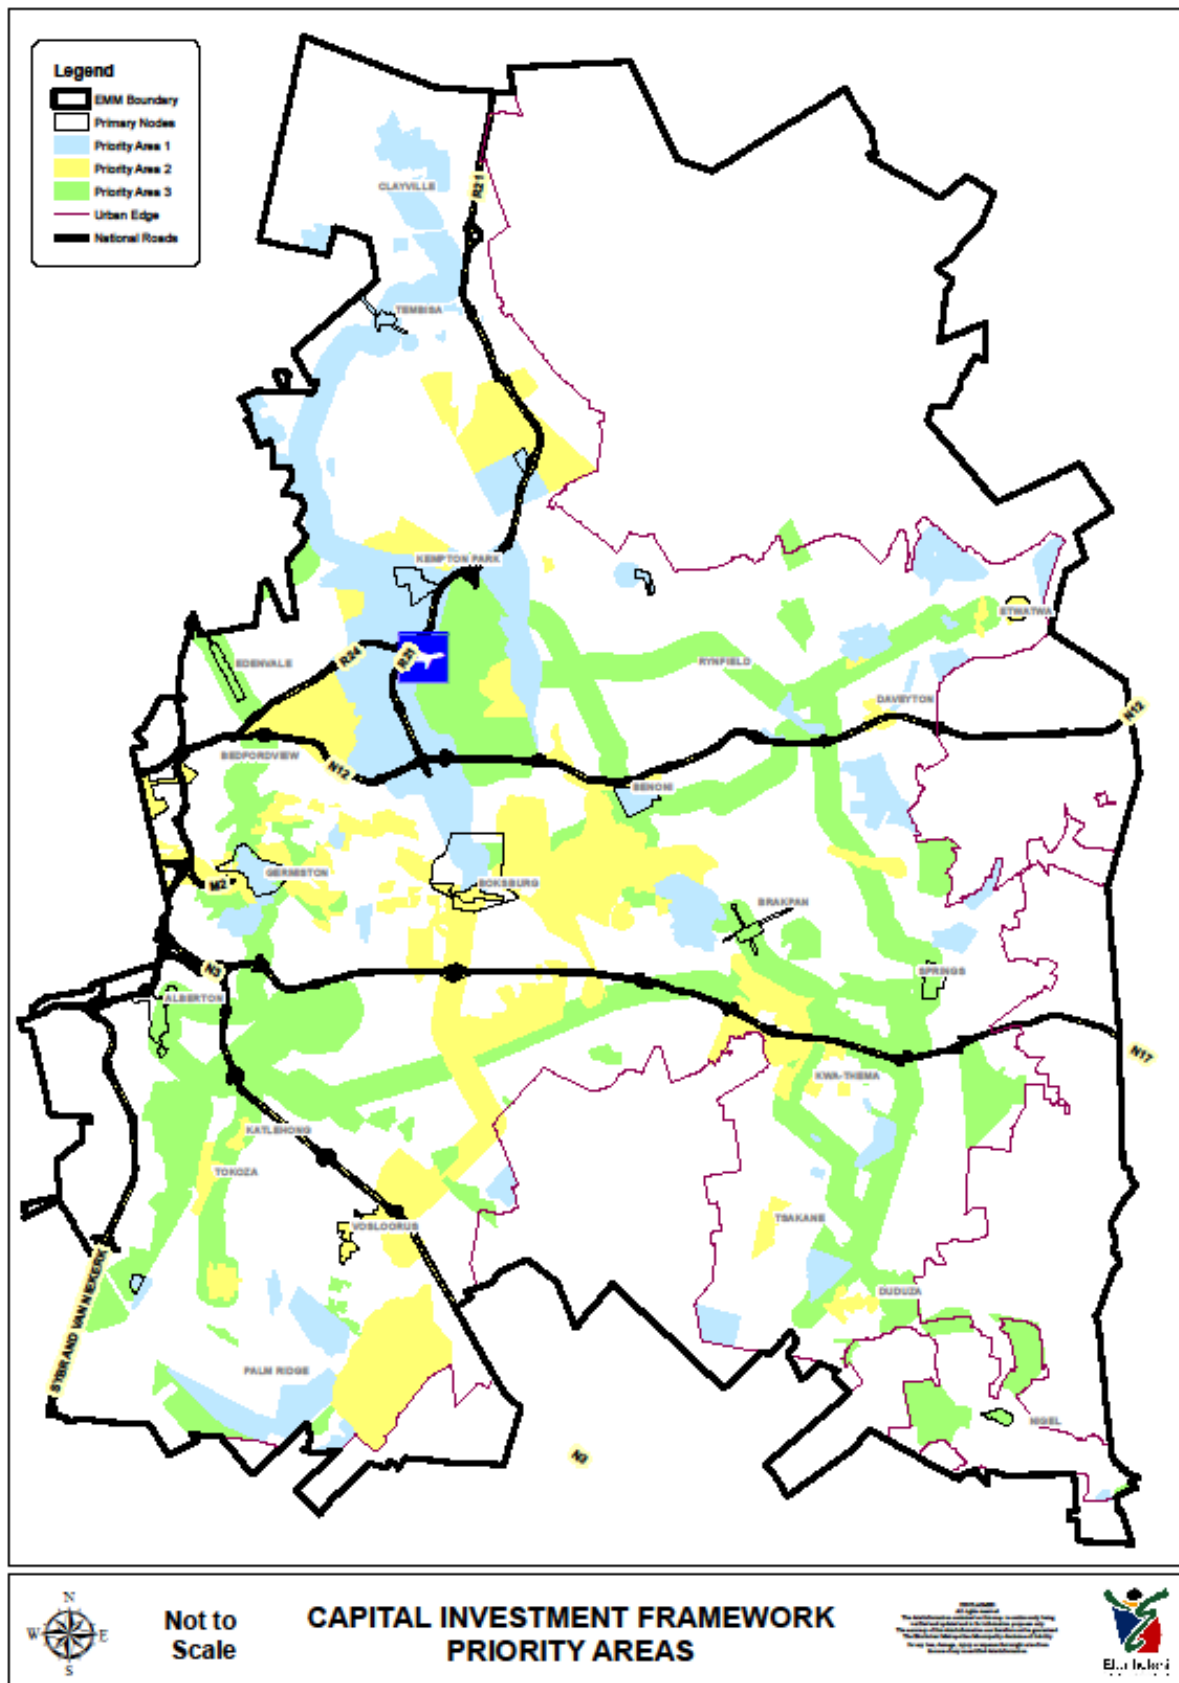 Legend
EMM Boundary
Primary Nodes
Priority Area 1
Priority Area 2
Priority Area 3
Urban Edge
National Roads
CLAYVILLE
R21
TEMBISA
KEMPTON PARK
ETWATWA
EDENVALE
R24
R21
RYNFIELD
DAVEYTON
N12
BEDFORDVIEW
N12
BENONI
GERMISTON
M2
BOKSBURG
BRAKPAN
N3
SPRINGS
ALBERTON
N17
KWA-THEMA
KATLEHONG
TOKOZA
TSAKANE
VOSLOORUS
DUDUZA
SYBRAND VAN NIEKERK
PALM RIDGE
NIGEL
N3
N
W
E
S
Not to
Scale
CAPITAL INVESTMENT FRAMEWORK
PRIORITY AREAS